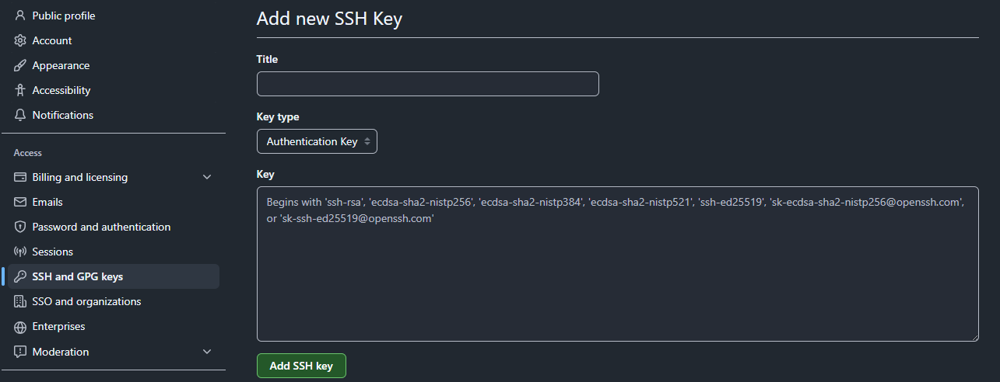 Public profile
Account
Appearance
Accessibility
Notifications
Access
Billing and licensing
Emails
Password and authentication
Sessions
SSH and GPG keys
SSO and organizations
Enterprises
Moderation
Add new SSH Key
Title
Key type
Authentication Key
Key
Begins with 'ssh-rsa', 'ecdsa-sha2-nistp256', 'ecdsa-sha2-nistp384', 'ecdsa-sha2-nistp521', 'ssh-ed25519', 'sk-ecdsa-sha2-nistp256@openssh.com',
or 'sk-ssh-ed25519@openssh.com'
Add SSH key